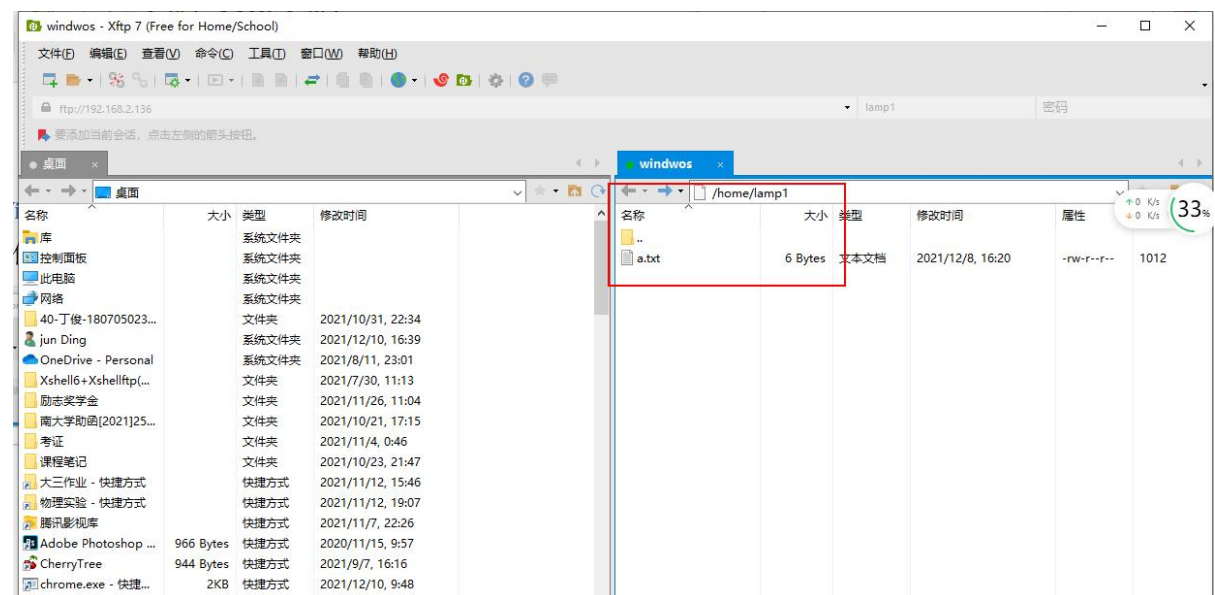 windwos - Xftp 7 (Free for Home/School)
文件(F) 编辑(E) 查看(V) 命令(C) 工具(T) 窗口(W) 帮助(H)
ftp://192.168.2.136 lamp1 密码
要添加当前会话，点击左侧的箭头按钮。
桌面 × windwos ×
桌面 /home/lamp1
名称 大小 类型 修改时间 名称 大小 类型 修改时间 属性
0 K/s
0 K/s
33%
库 系统文件夹 ..
控制面板 系统文件夹 a.txt 6 Bytes 文本文档 2021/12/8, 16:20 -rw-r--r-- 1012
此电脑 系统文件夹
网络 系统文件夹
40-丁俊-180705023... 文件夹 2021/10/31, 22:34
jun Ding 系统文件夹 2021/12/10, 16:39
OneDrive - Personal 系统文件夹 2021/8/11, 23:01
Xshell6+Xshellftp(... 文件夹 2021/7/30, 11:13
励志奖学金 文件夹 2021/11/26, 11:04
南大学助函[2021]25... 文件夹 2021/10/21, 17:15
考证 文件夹 2021/11/4, 0:46
课程笔记 文件夹 2021/10/23, 21:47
大三作业 - 快捷方式 快捷方式 2021/11/12, 15:46
物理实验 - 快捷方式 快捷方式 2021/11/12, 19:07
腾讯影视库 快捷方式 2021/11/7, 22:26
Adobe Photoshop ... 966 Bytes 快捷方式 2020/11/15, 9:57
CherryTree 944 Bytes 快捷方式 2021/9/7, 16:16
chrome.exe - 快捷... 2KB 快捷方式 2021/12/10, 9:48